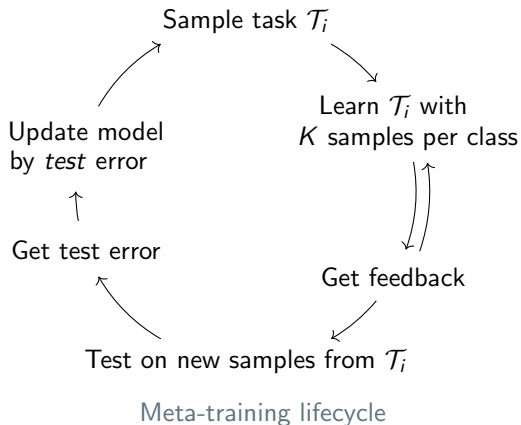 Sample task 𝒯ᵢ
Learn 𝒯ᵢ with
K samples per class
Get feedback
Test on new samples from 𝒯ᵢ
Get test error
Update model
by test error
Meta-training lifecycle